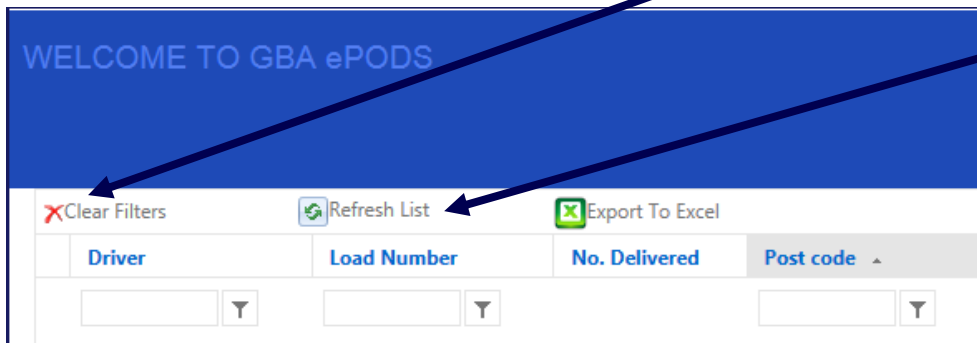 WELCOME TO GBA ePODS
Clear Filters Refresh List Export To Excel
Driver Load Number No. Delivered Post code